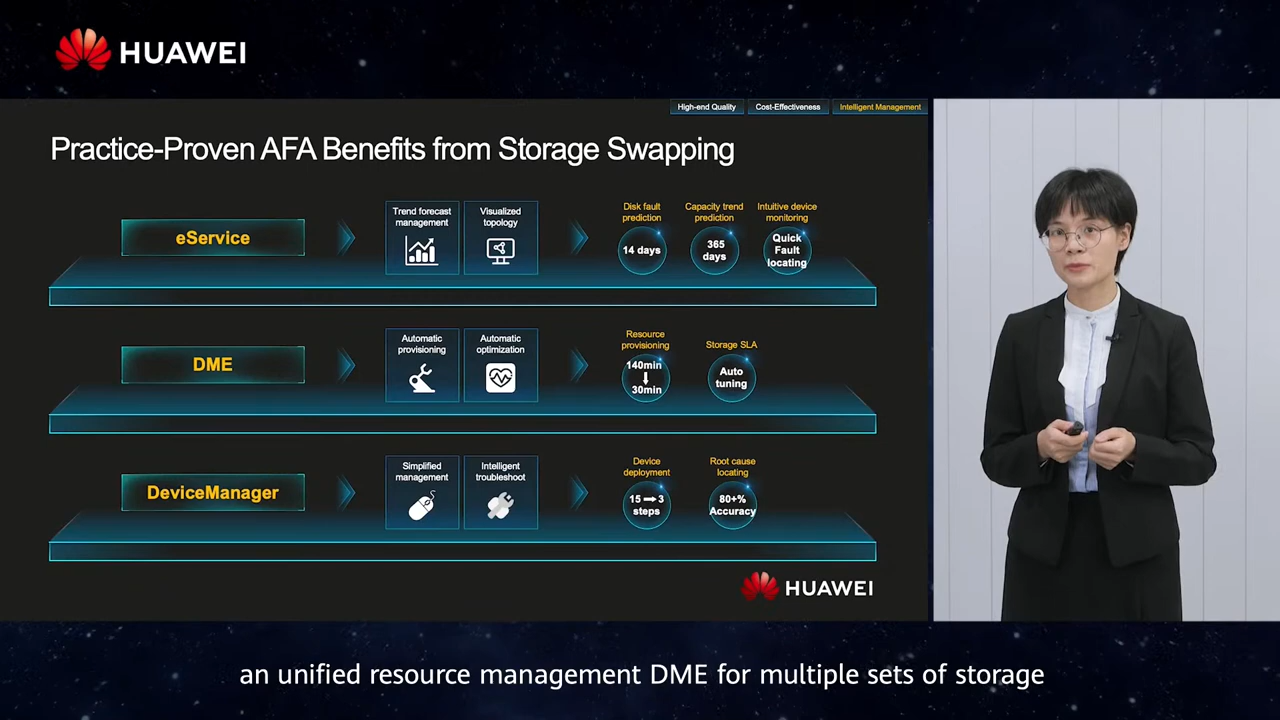 HUAWEI
High-end Quality
Cost-Effectiveness
Intelligent Management
Practice-Proven AFA Benefits from Storage Swapping
eService
Trend forecast
management
Visualized
topology
Disk fault
prediction
14 days
Capacity trend
prediction
365
days
Intuitive device
monitoring
Quick
Fault
locating
DME
Automatic
provisioning
Automatic
optimization
Resource
provisioning
140min
30min
Storage SLA
Auto
tuning
DeviceManager
Simplified
management
Intelligent
troubleshoot
Device
deployment
15 ➡ 3
steps
Root cause
locating
80+%
Accuracy
HUAWEI
an unified resource management DME for multiple sets of storage